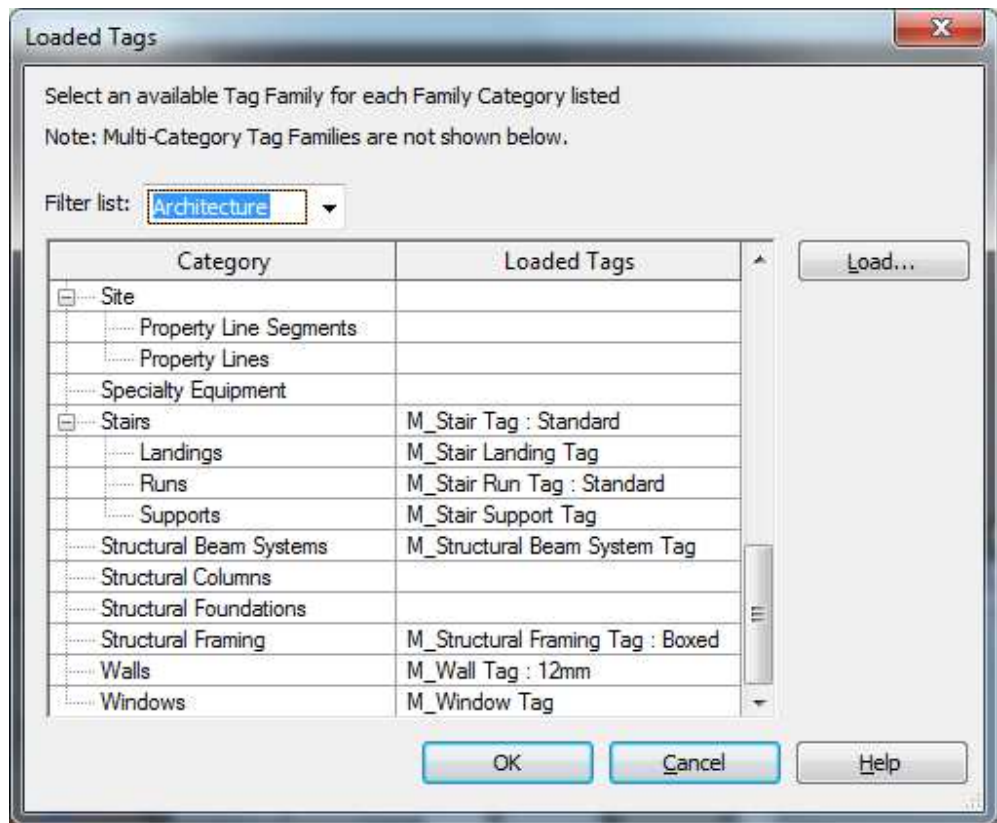 Loaded Tags
Select an available Tag Family for each Family Category listed
Note: Multi-Category Tag Families are not shown below.
Filter list: Architecture
Category Loaded Tags Load...
Site
Property Line Segments
Property Lines
Specialty Equipment
Stairs M_Stair Tag : Standard
Landings M_Stair Landing Tag
Runs M_Stair Run Tag : Standard
Supports M_Stair Support Tag
Structural Beam Systems M_Structural Beam System Tag
Structural Columns
Structural Foundations
Structural Framing M_Structural Framing Tag : Boxed
Walls M_Wall Tag : 12mm
Windows M_Window Tag
OK Cancel Help